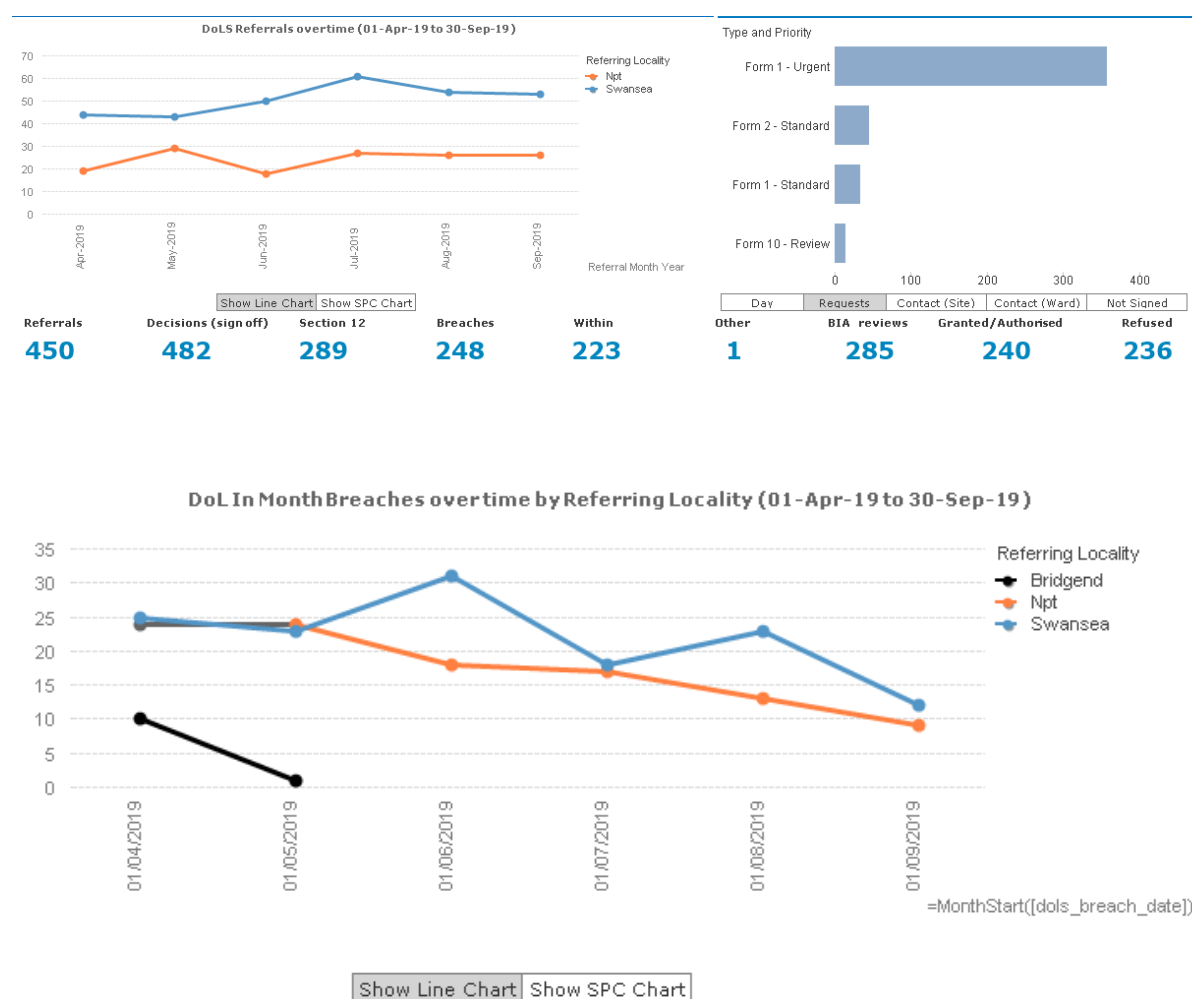 DoLS Referrals overtime (01-Apr-19 to 30-Sep-19)
70
60
50
40
30
20
10
0
Apr-2019
May-2019
Jun-2019
Jul-2019
Aug-2019
Sep-2019
Referring Locality
Npt
Swansea
Referral Month Year
Show Line Chart Show SPC Chart
Type and Priority
Form 1 - Urgent
Form 2 - Standard
Form 1 - Standard
Form 10 - Review
0 100 200 300 400
Day Requests Contact (Site) Contact (Ward) Not Signed
Referrals Decisions (sign off) Section 12 Breaches Within Other BIA reviews Granted/Authorised Refused
450 482 289 248 223 1 285 240 236
DoL In Month Breaches over time by Referring Locality (01-Apr-19 to 30-Sep-19)
35
30
25
20
15
10
5
0
01/04/2019
01/05/2019
01/06/2019
01/07/2019
01/08/2019
01/09/2019
Referring Locality
Bridgend
Npt
Swansea
=MonthStart([dols_breach_date])
Show Line Chart Show SPC Chart